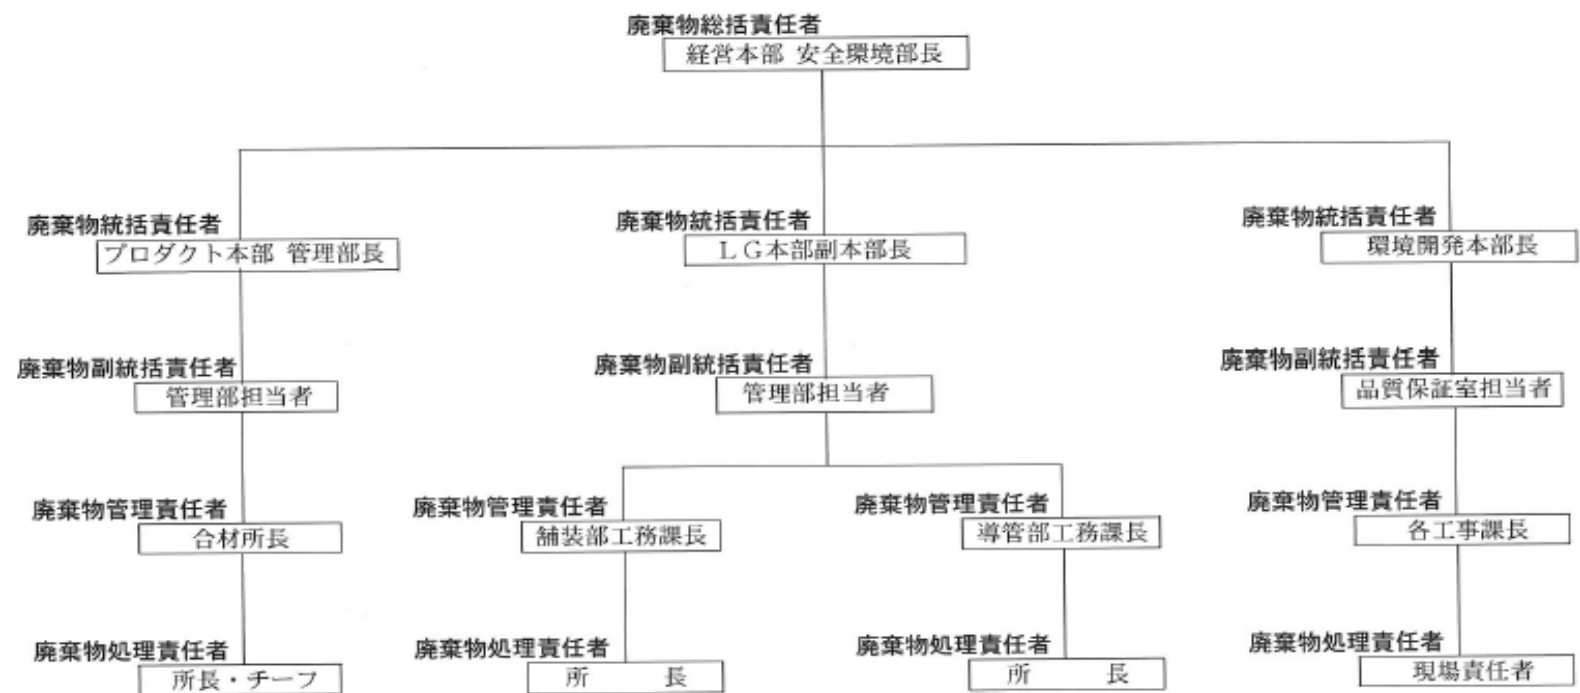 廃棄物総括責任者
経営本部 安全環境部長
廃棄物統括責任者
プロダクト本部 管理部長
廃棄物統括責任者
LG本部副本部長
廃棄物統括責任者
環境開発本部長
廃棄物副統括責任者
管理部担当者
廃棄物副統括責任者
管理部担当者
廃棄物副統括責任者
品質保証室担当者
廃棄物管理責任者
合材所長
廃棄物管理責任者
舗装部工務課長
廃棄物管理責任者
導管部工務課長
廃棄物管理責任者
各工事課長
廃棄物処理責任者
所長・チーフ
廃棄物処理責任者
所 長
廃棄物処理責任者
所 長
廃棄物処理責任者
現場責任者